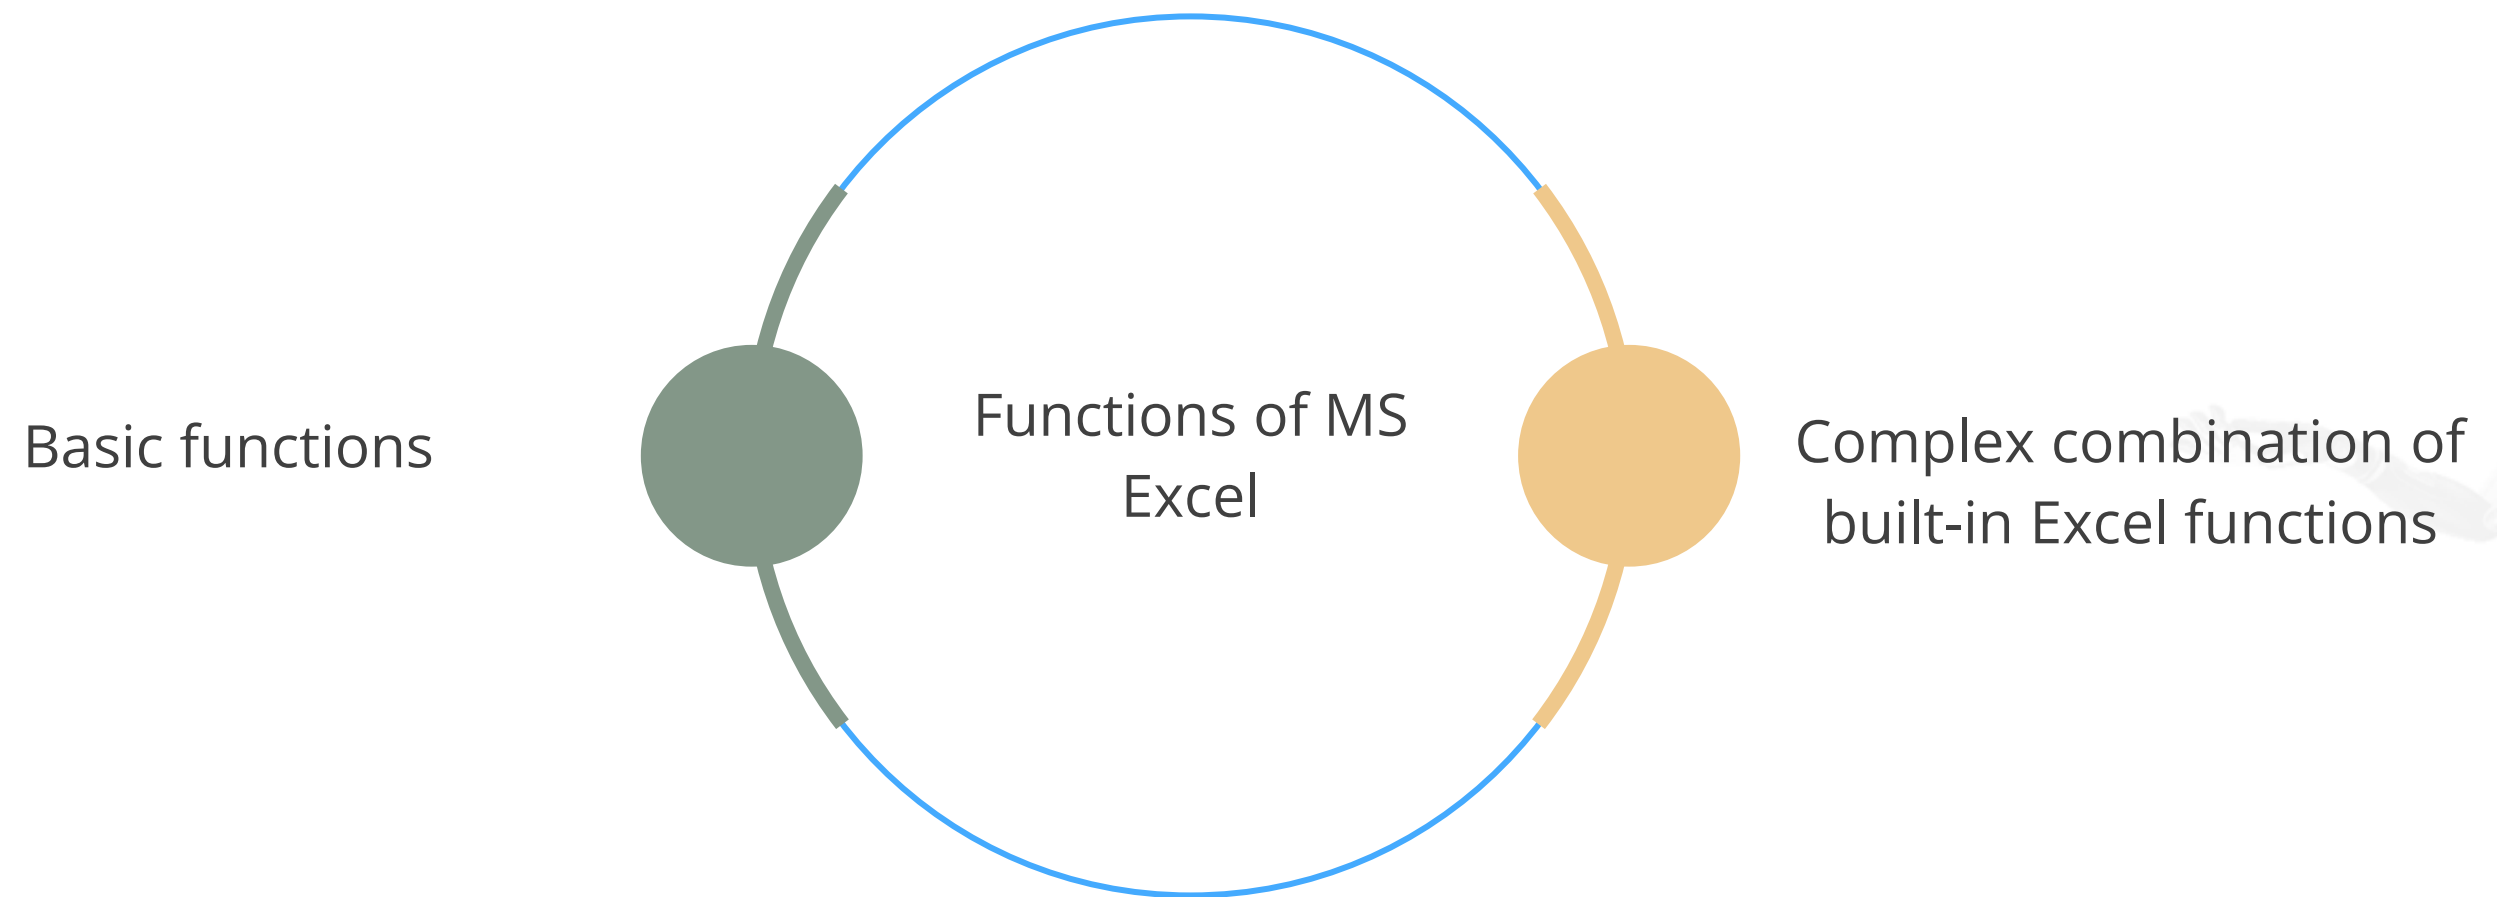 Basic functions
Functions of MS
Excel
Complex combination of
built-in Excel functions